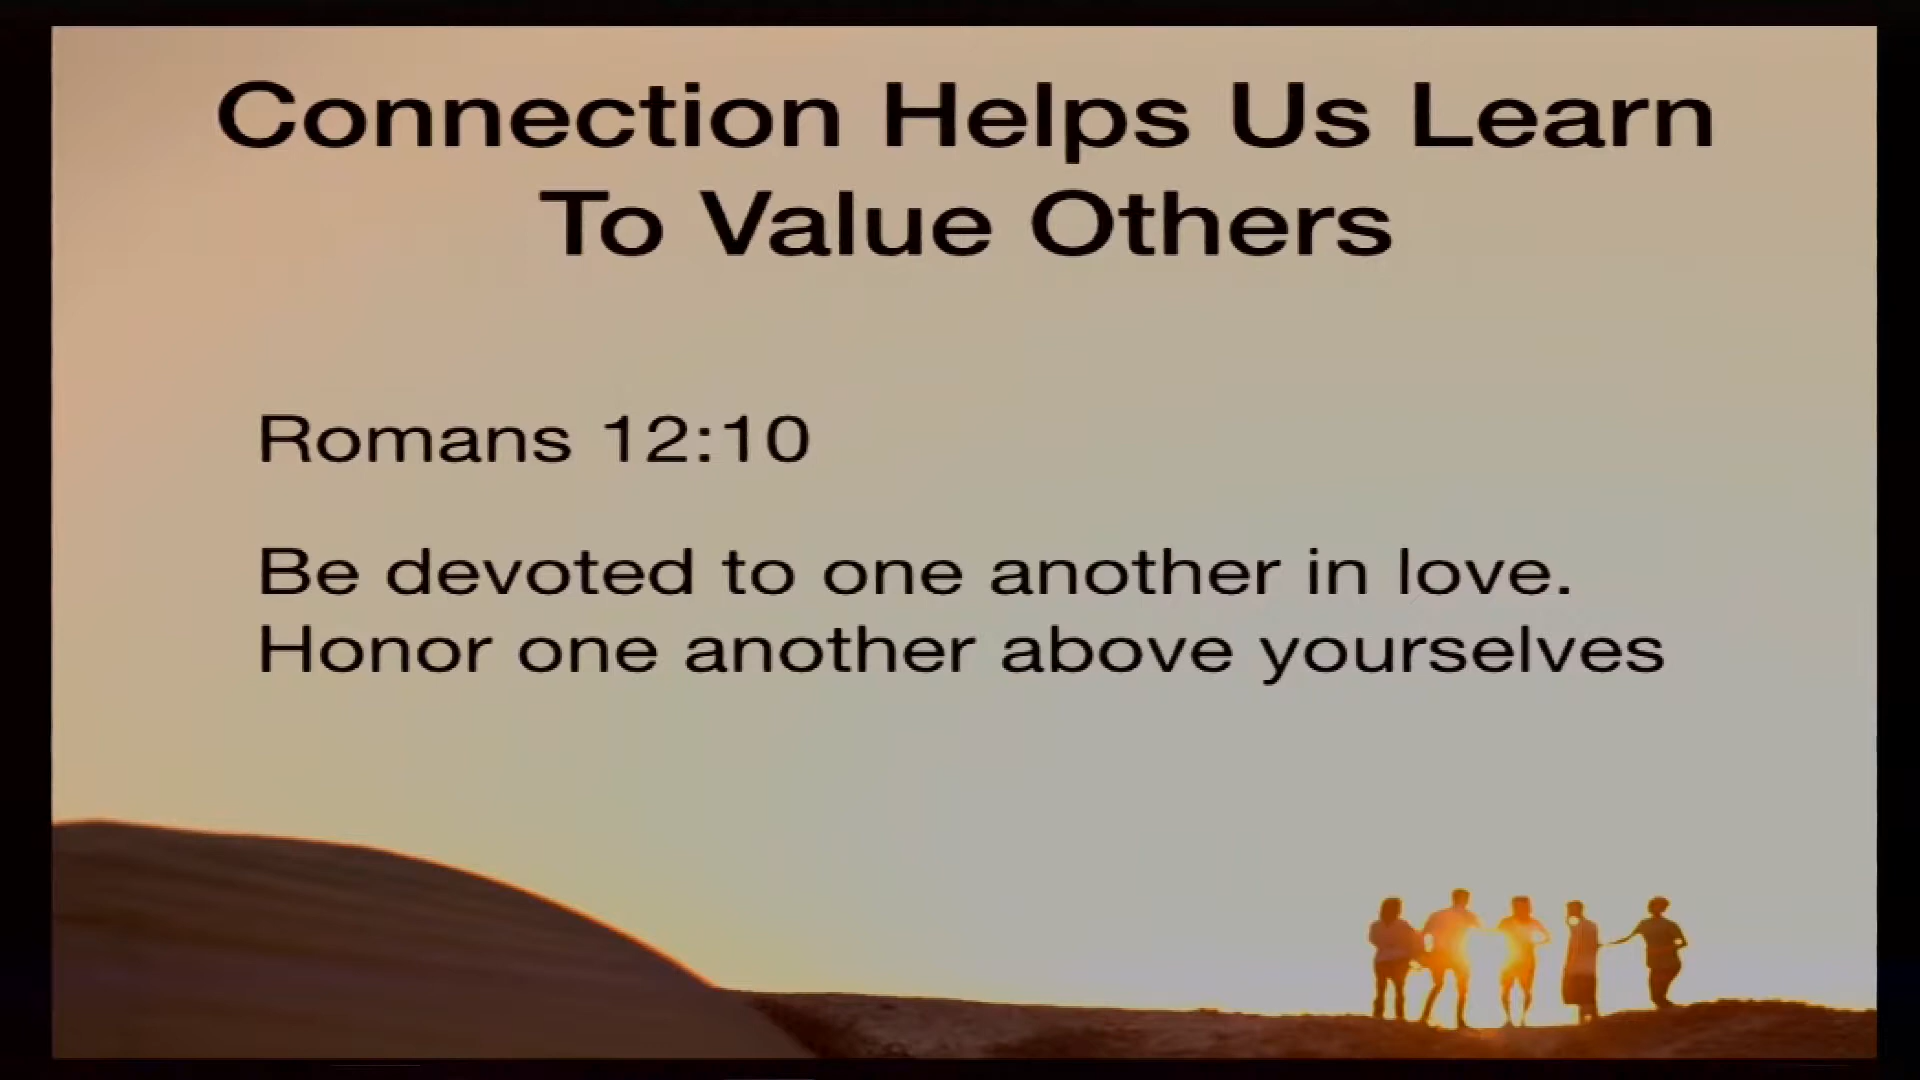 Connection Helps Us Learn
To Value Others
Romans 12:10
Be devoted to one another in love.
Honor one another above yourselves